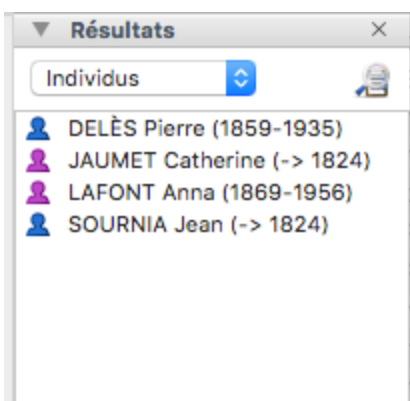 Résultats
Individus
DELÈS Pierre (1859-1935)
JAUMET Catherine (-> 1824)
LAFONT Anna (1869-1956)
SOURNIA Jean (-> 1824)